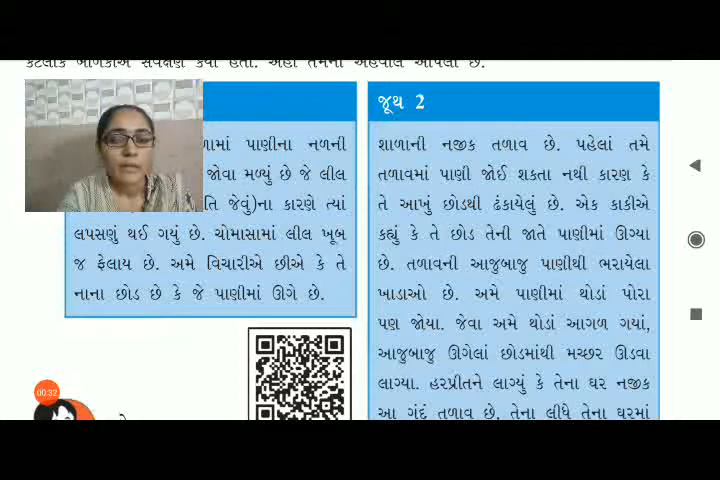 કેટલાક બાળકોએ સર્વેક્ષણ કર્યો હતો. અહીં તેમનો અહેવાલ આપેલો છે.
ળામાં પાણીના નળની
જોવા મળ્યું છે જે લીલ
તિ જેવું)ના કારણે ત્યાં
લપસણું થઈ ગયું છે. ચોમાસામાં લીલ ખૂબ
જ ફેલાય છે. અમે વિચારીએ છીએ કે તે
નાના છોડ છે કે જે પાણીમાં ઊગે છે.
જૂથ 2
શાળાની નજીક તળાવ છે. પહેલાં તમે
તળાવમાં પાણી જોઈ શકતા નથી કારણ કે
તે આખું છોડથી ઢંકાયેલું છે. એક કાકીએ
કહ્યું કે તે છોડ તેની જાતે પાણીમાં ઊગ્યા
છે. તળાવની આજુબાજુ પાણીથી ભરાયેલા
ખાડાઓ છે. અમે પાણીમાં થોડાં પોરા
પણ જોયા. જેવા અમે થોડાં આગળ ગયાં,
આજુબાજુ ઊગેલાં છોડમાંથી મચ્છર ઊડવા
લાગ્યા. હરપ્રીતને લાગ્યું કે તેના ઘર નજીક
આ ગંદું તળાવ છે. તેના લીધે તેના ઘરમાં
00:32